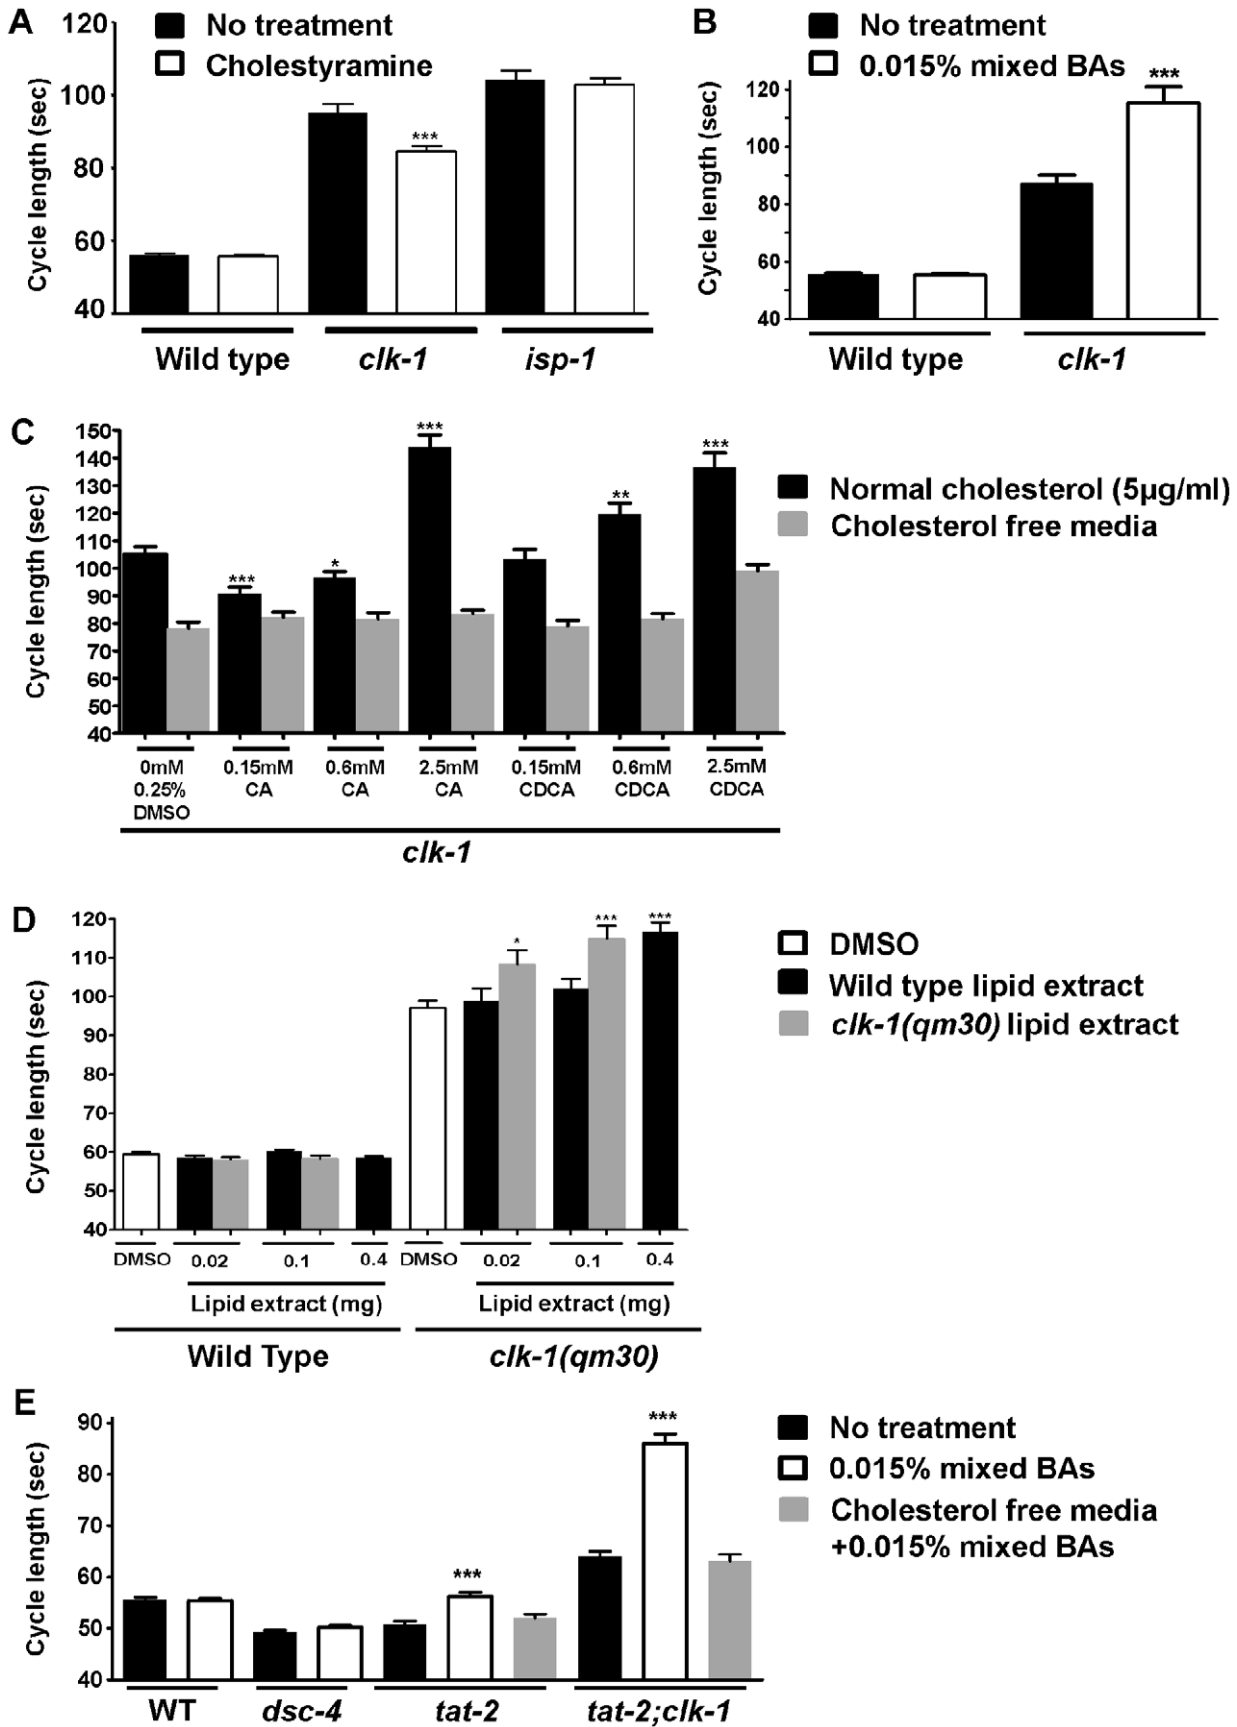 A
No treatment
Cholestyramine
Cycle length (sec)
120
100
80
60
40
***
Wild type
clk-1
isp-1
B
No treatment
0.015% mixed BAs
Cycle length (sec)
120
100
80
60
40
***
Wild type
clk-1
C
Cycle length (sec)
150
140
130
120
110
100
90
80
70
60
50
40
***
*
***
**
***
Normal cholesterol (5µg/ml)
Cholesterol free media
0mM 0.15mM 0.6mM 2.5mM 0.15mM 0.6mM 2.5mM
0.25% CA CA CA CDCA CDCA CDCA
DMSO
clk-1
D
Cycle length (sec)
120
110
100
90
80
70
60
50
40
*
***
***
DMSO
Wild type lipid extract
clk-1(qm30) lipid extract
DMSO 0.02 0.1 0.4 DMSO 0.02 0.1 0.4
Lipid extract (mg) Lipid extract (mg)
Wild Type clk-1(qm30)
E
Cycle length (sec)
90
80
70
60
50
40
***
***
No treatment
0.015% mixed BAs
Cholesterol free media
+0.015% mixed BAs
WT dsc-4 tat-2 tat-2;clk-1